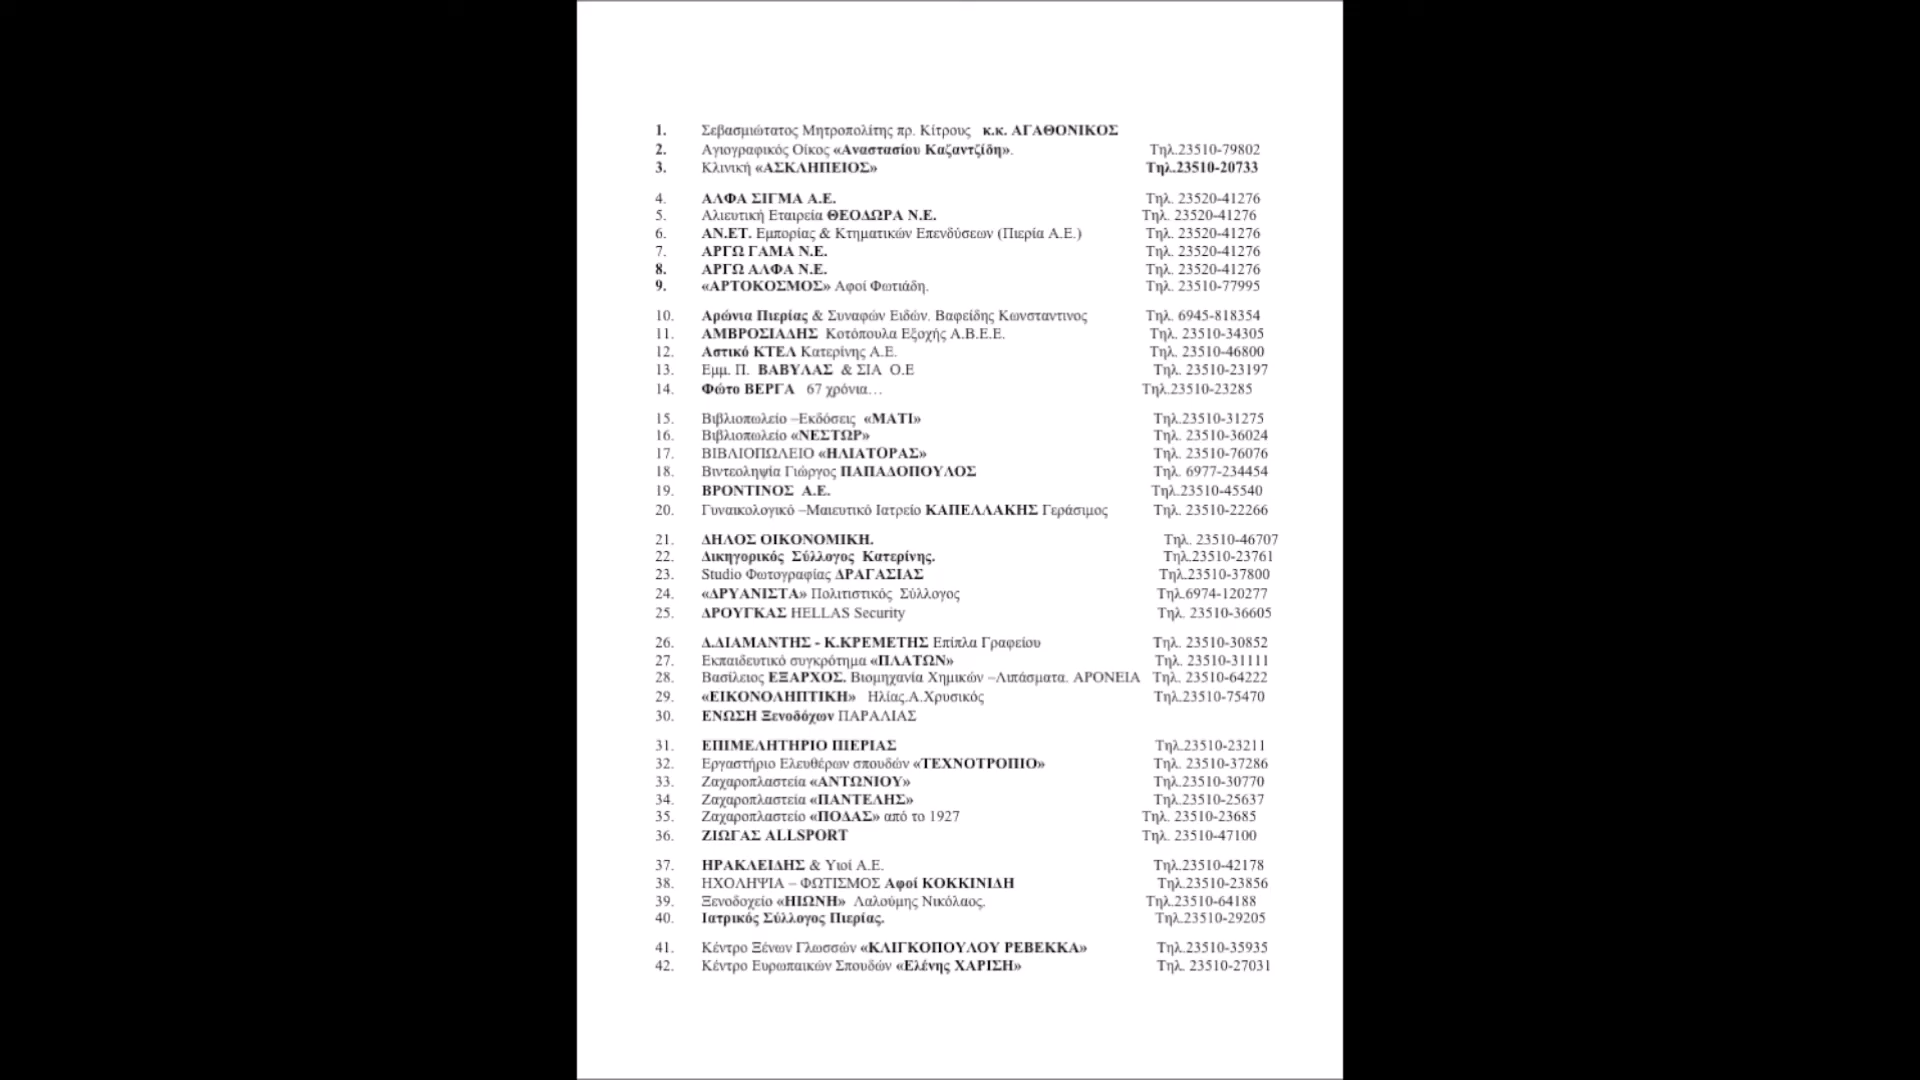 1. Σεβασμιώτατος Μητροπολίτης πρ. Κίτρους κ.κ. ΑΓΑΘΟΝΙΚΟΣ
2. Αγιογραφικός Οίκος «Αναστασίου Καζαντζίδη». Τηλ.23510-79802
3. Κλινική «ΑΣΚΛΗΠΕΙΟΣ» Τηλ.23510-20733
4. ΑΛΦΑ ΣΙΓΜΑ Α.Ε. Τηλ. 23520-41276
5. Αλιευτική Εταιρεία ΘΕΟΔΩΡΑ Ν.Ε. Τηλ. 23520-41276
6. ΑΝ.ΕΤ. Εμπορίας & Κτηματικών Επενδύσεων (Πιερία Α.Ε.) Τηλ. 23520-41276
7. ΑΡΓΩ ΓΑΜΑ Ν.Ε. Τηλ. 23520-41276
8. ΑΡΓΩ ΑΛΦΑ Ν.Ε. Τηλ. 23520-41276
9. «ΑΡΤΟΚΟΣΜΟΣ» Αφοί Φωτιάδη. Τηλ. 23510-77995
10. Αρώνια Πιερίας & Συναφών Ειδών. Βαφείδης Κωνσταντινος Τηλ. 6945-818354
11. ΑΜΒΡΟΣΙΑΔΗΣ Κοτόπουλα Εξοχής Α.Β.Ε.Ε. Τηλ. 23510-34305
12. Αστικό ΚΤΕΛ Κατερίνης Α.Ε. Τηλ. 23510-46800
13. Εμμ. Π. ΒΑΒΥΛΑΣ & ΣΙΑ Ο.Ε Τηλ. 23510-23197
14. Φώτο ΒΕΡΓΑ 67 χρόνια… Τηλ.23510-23285
15. Βιβλιοπωλείο –Εκδόσεις «ΜΑΤΙ» Τηλ.23510-31275
16. Βιβλιοπωλείο «ΝΕΣΤΩΡ» Τηλ. 23510-36024
17. ΒΙΒΛΙΟΠΩΛΕΙΟ «ΗΛΙΑΤΟΡΑΣ» Τηλ. 23510-76076
18. Βιντεοληψία Γιώργος ΠΑΠΑΔΟΠΟΥΛΟΣ Τηλ. 6977-234454
19. ΒΡΟΝΤΙΝΟΣ Α.Ε. Τηλ.23510-45540
20. Γυναικολογικό –Μαιευτικό Ιατρείο ΚΑΠΕΛΛΑΚΗΣ Γεράσιμος Τηλ. 23510-22266
21. ΔΗΛΟΣ ΟΙΚΟΝΟΜΙΚΗ. Τηλ. 23510-46707
22. Δικηγορικός Σύλλογος Κατερίνης. Τηλ.23510-23761
23. Studio Φωτογραφίας ΔΡΑΓΑΣΙΑΣ Τηλ.23510-37800
24. «ΔΡΥΑΝΙΣΤΑ» Πολιτιστικός Σύλλογος Τηλ.6974-120277
25. ΔΡΟΥΓΚΑΣ HELLAS Security Τηλ. 23510-36605
26. Δ.ΔΙΑΜΑΝΤΗΣ - Κ.ΚΡΕΜΕΤΗΣ Επίπλα Γραφείου Τηλ. 23510-30852
27. Εκπαιδευτικό συγκρότημα «ΠΛΑΤΩΝ» Τηλ. 23510-31111
28. Βασίλειος ΕΞΑΡΧΟΣ. Βιομηχανία Χημικών –Λιπάσματα. ΑΡΟΝΕΙΑ Τηλ. 23510-64222
29. «ΕΙΚΟΝΟΛΗΠΤΙΚΗ» Ηλίας.Α.Χρυσικός Τηλ.23510-75470
30. ΕΝΩΣΗ Ξενοδόχων ΠΑΡΑΛΙΑΣ
31. ΕΠΙΜΕΛΗΤΗΡΙΟ ΠΙΕΡΙΑΣ Τηλ.23510-23211
32. Εργαστήριο Ελευθέρων σπουδών «ΤΕΧΝΟΤΡΟΠΙΟ» Τηλ. 23510-37286
33. Ζαχαροπλαστεία «ΑΝΤΩΝΙΟΥ» Τηλ.23510-30770
34. Ζαχαροπλαστεία «ΠΑΝΤΕΛΗΣ» Τηλ.23510-25637
35. Ζαχαροπλαστείο «ΠΟΔΑΣ» από το 1927 Τηλ. 23510-23685
36. ΖΙΩΓΑΣ ALLSPORT Τηλ. 23510-47100
37. ΗΡΑΚΛΕΙΔΗΣ & Υιοί Α.Ε. Τηλ.23510-42178
38. ΗΧΟΛΗΨΙΑ – ΦΩΤΙΣΜΟΣ Αφοί ΚΟΚΚΙΝΙΔΗ Τηλ.23510-23856
39. Ξενοδοχείο «ΗΙΩΝΗ» Λαλούμης Νικόλαος. Τηλ.23510-64188
40. Ιατρικός Σύλλογος Πιερίας. Τηλ.23510-29205
41. Κέντρο Ξένων Γλωσσών «ΚΛΙΓΚΟΠΟΥΛΟΥ ΡΕΒΕΚΚΑ» Τηλ.23510-35935
42. Κέντρο Ευρωπαικών Σπουδών «Ελένης ΧΑΡΙΣΗ» Τηλ. 23510-27031